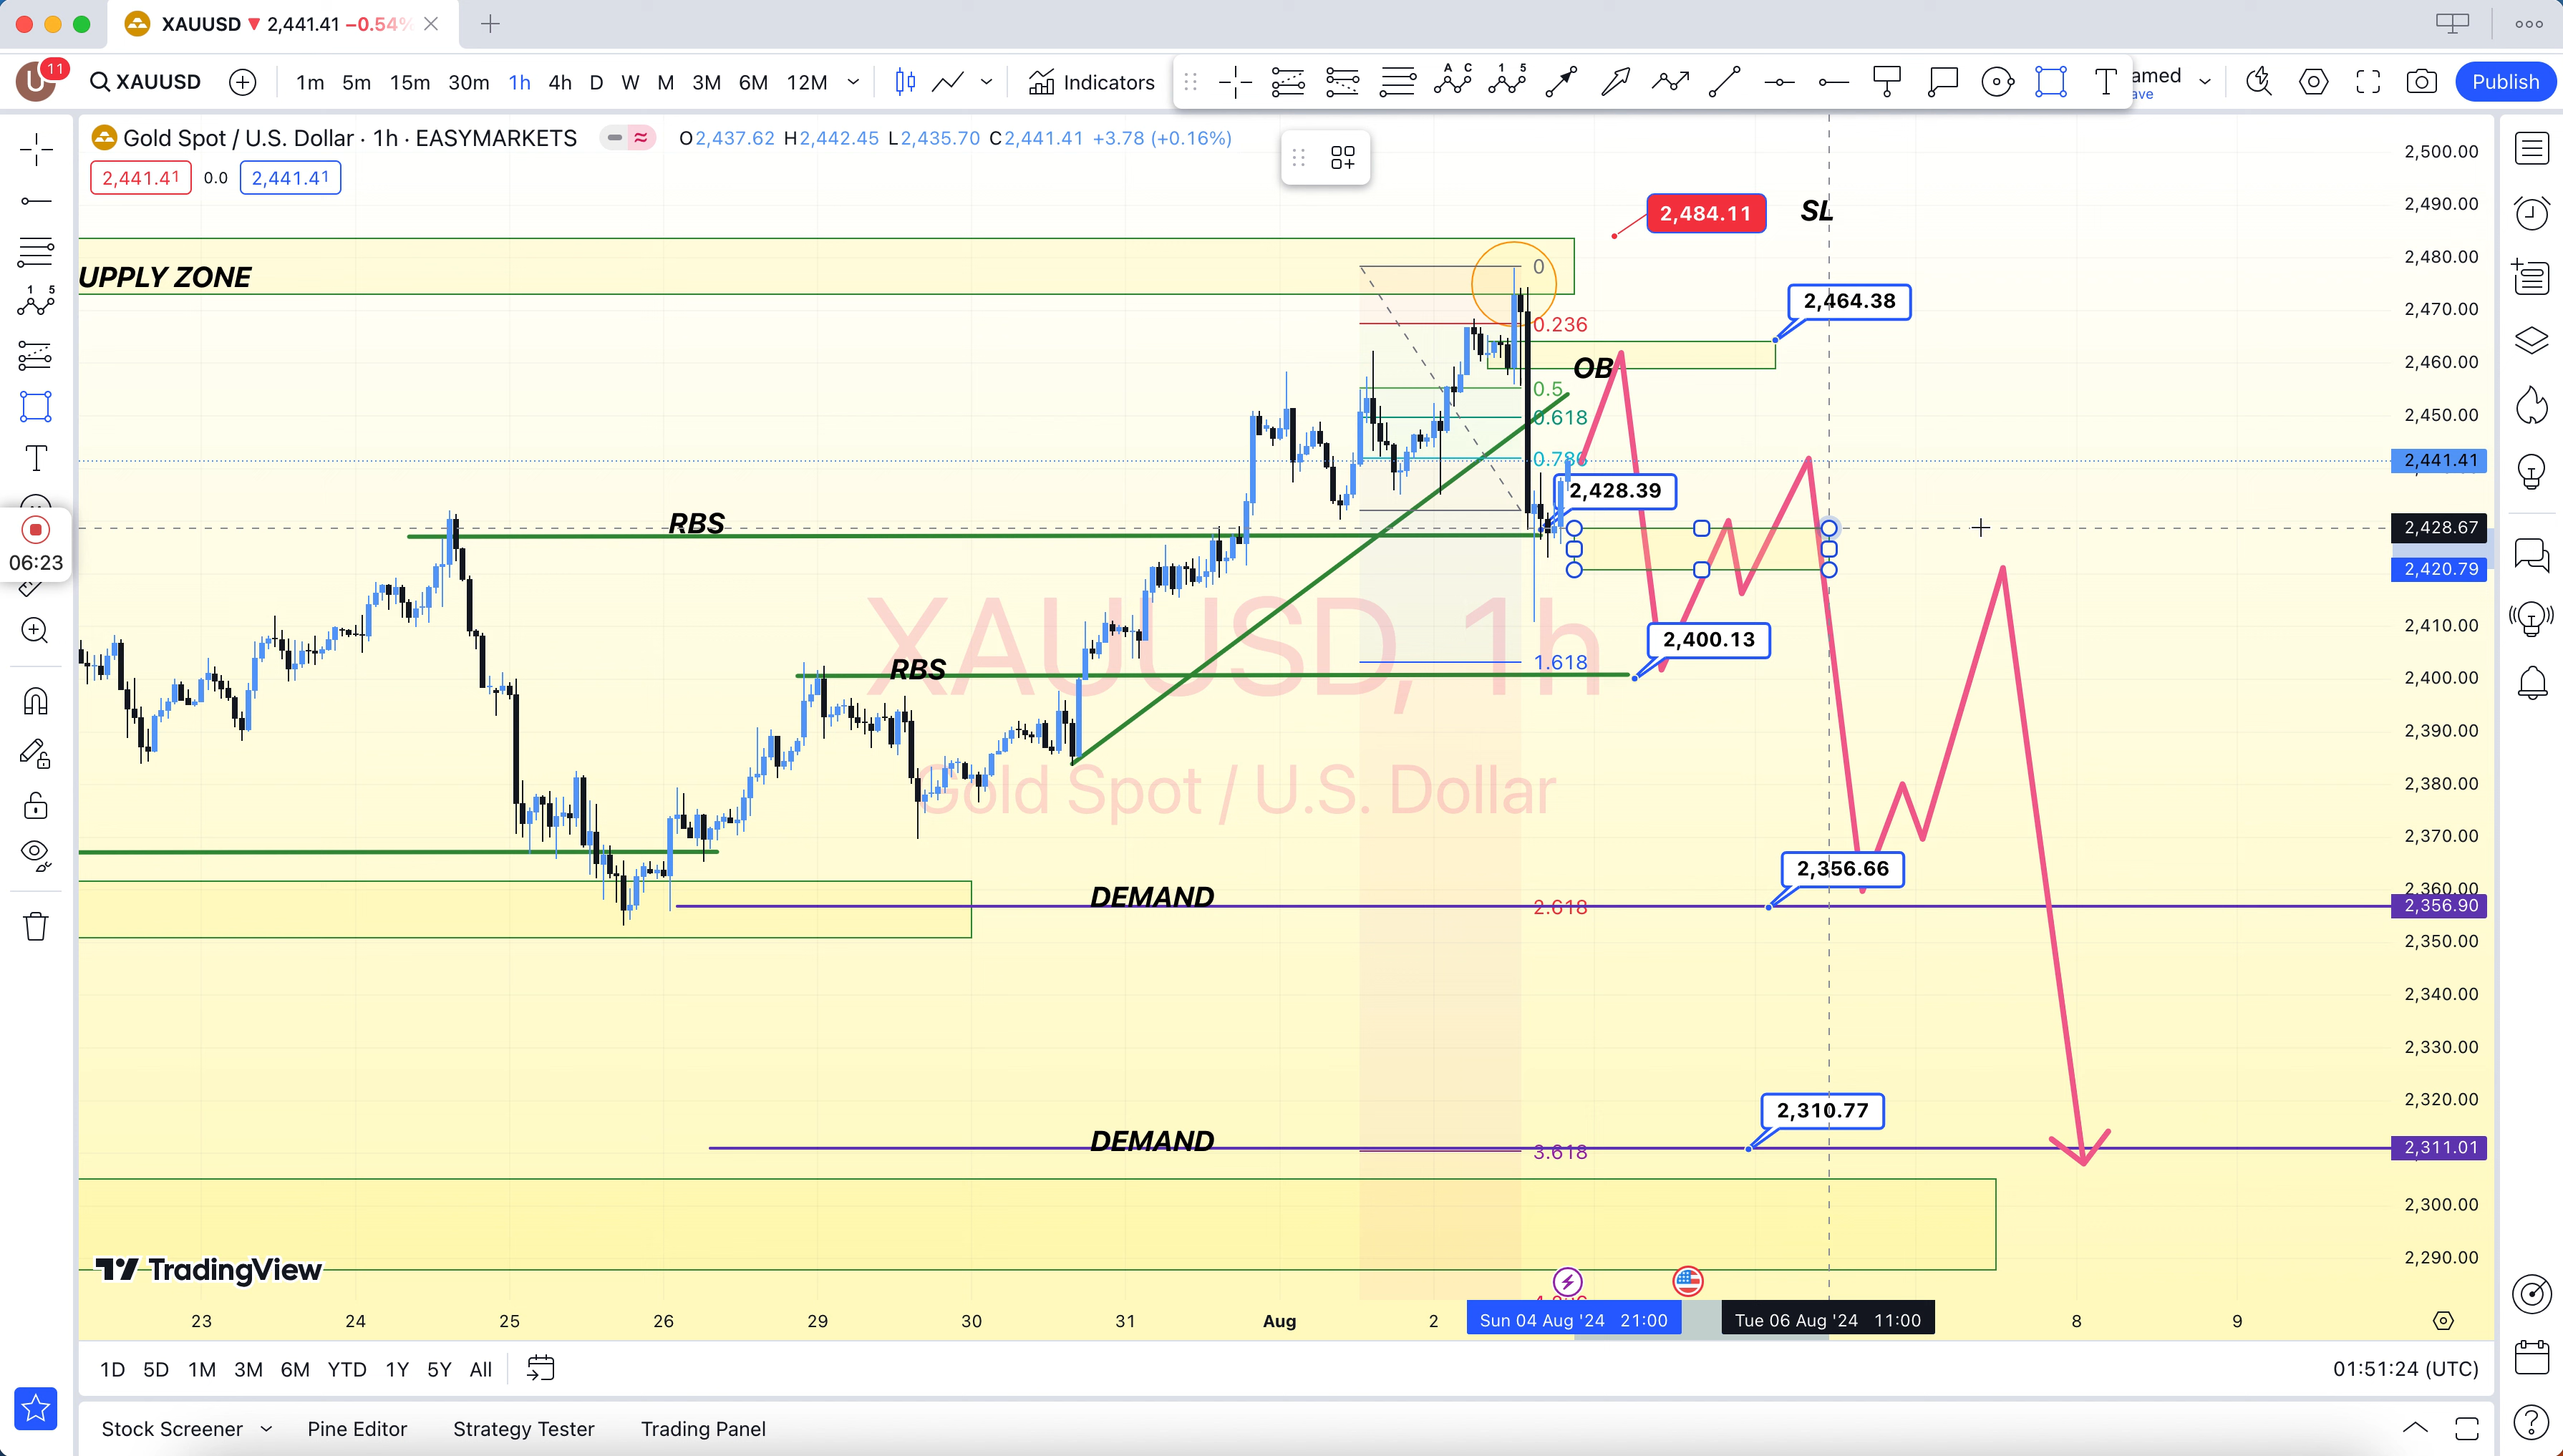 XAUUSD ▼ 2,441.41 −0.54%
U 11
XAUUSD
1m 5m 15m 30m 1h 4h D W M 3M 6M 12M
Indicators
A C
1 5
T
amed
ave
Publish
Gold Spot / U.S. Dollar · 1h · EASYMARKETS
O2,437.62 H2,442.45 L2,435.70 C2,441.41 +3.78 (+0.16%)
2,441.41 0.0 2,441.41
1 5
T
06:23
2,500.00
2,490.00
2,480.00
2,470.00
2,460.00
2,450.00
2,441.41
2,428.67
2,420.79
2,410.00
2,400.00
2,390.00
2,380.00
2,370.00
2,360.00
2,356.90
2,350.00
2,340.00
2,330.00
2,320.00
2,311.01
2,300.00
2,290.00
2,484.11
SL
UPPLY ZONE
0
2,464.38
0.236
OB
0.5
0.618
0.786
2,428.39
RBS
XAUUSD, 1h
2,400.13
1.618
RBS
Gold Spot / U.S. Dollar
2,356.66
DEMAND
2.618
2,310.77
DEMAND
3.618
TradingView
23 24 25 26 29 30 31 Aug 2 Sun 04 Aug '24 21:00 Tue 06 Aug '24 11:00 8 9
1D 5D 1M 3M 6M YTD 1Y 5Y All
01:51:24 (UTC)
Stock Screener Pine Editor Strategy Tester Trading Panel